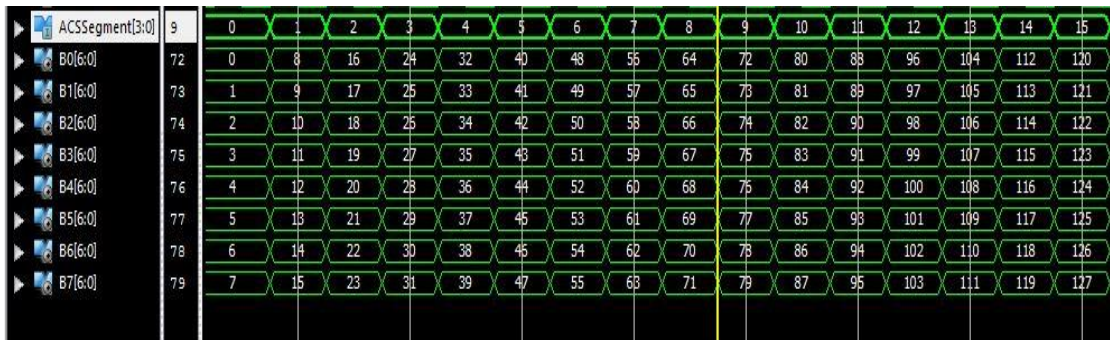 ACSSegment[3:0] 9 0 1 2 3 4 5 6 7 8 9 10 11 12 13 14 15
B0[6:0] 72 0 8 16 24 32 40 48 56 64 72 80 88 96 104 112 120
B1[6:0] 73 1 9 17 25 33 41 49 57 65 73 81 89 97 105 113 121
B2[6:0] 74 2 10 18 26 34 42 50 58 66 74 82 90 98 106 114 122
B3[6:0] 75 3 11 19 27 35 43 51 59 67 75 83 91 99 107 115 123
B4[6:0] 76 4 12 20 28 36 44 52 60 68 76 84 92 100 108 116 124
B5[6:0] 77 5 13 21 29 37 45 53 61 69 77 85 93 101 109 117 125
B6[6:0] 78 6 14 22 30 38 46 54 62 70 78 86 94 102 110 118 126
B7[6:0] 79 7 15 23 31 39 47 55 63 71 79 87 95 103 111 119 127